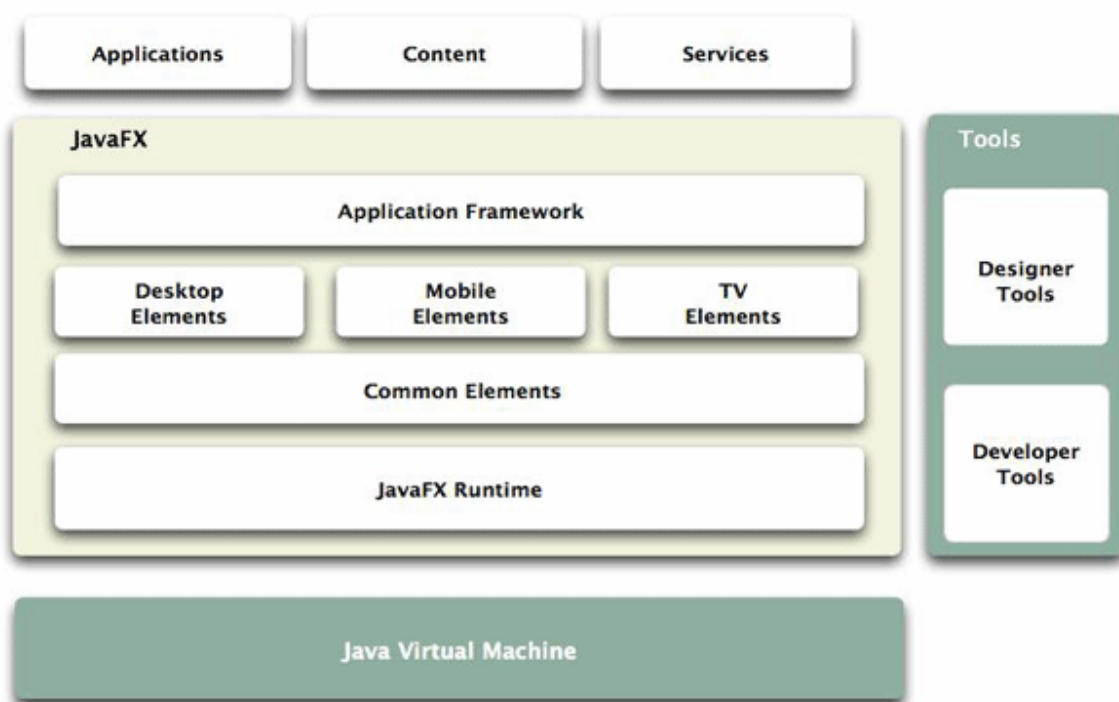 Applications
Content
Services
JavaFX
Application Framework
Desktop
Elements
Mobile
Elements
TV
Elements
Common Elements
JavaFX Runtime
Tools
Designer
Tools
Developer
Tools
Java Virtual Machine